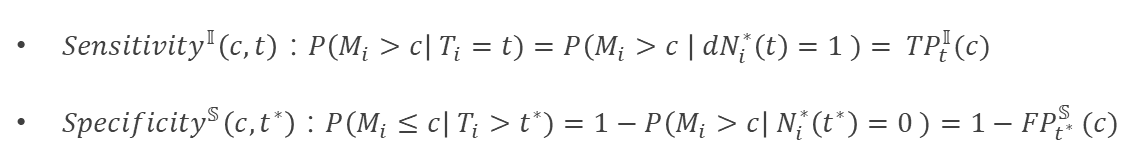 • Sensitivity^𝕀(c, t) : P(M_i > c| T_i = t) = P(M_i > c | dN_i^*(t) = 1 ) = TP_t^𝕀(c)
• Specificity^𝕊(c, t^*) : P(M_i ≤ c| T_i > t^*) = 1 − P(M_i > c| N_i^*(t^*) = 0 ) = 1 − FP_{t^*}^𝕊 (c)